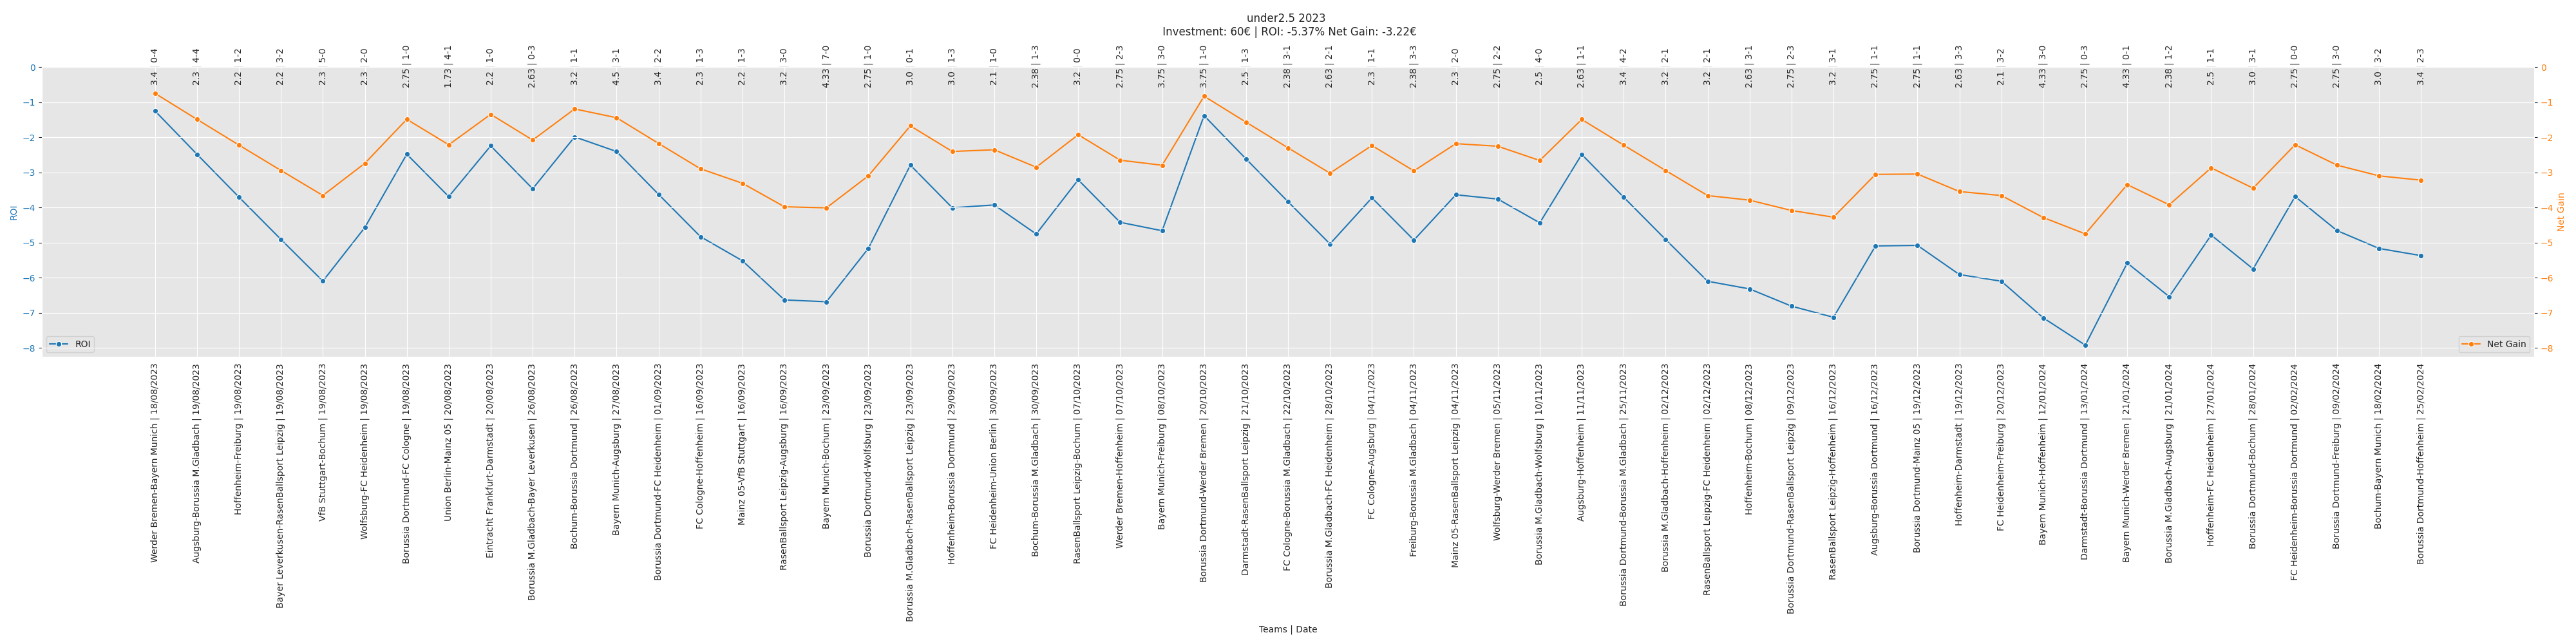 under2.5 2023
Investment: 60€ | ROI: -5.37% Net Gain: -3.22€
3.4 | 0-4
2.3 | 4-4
2.2 | 1-2
2.2 | 3-2
2.3 | 5-0
2.3 | 2-0
2.75 | 1-0
1.73 | 4-1
2.2 | 1-0
2.63 | 0-3
3.2 | 1-1
4.5 | 3-1
3.4 | 2-2
2.3 | 1-3
2.2 | 1-3
3.2 | 3-0
4.33 | 7-0
2.75 | 1-0
3.0 | 0-1
3.0 | 1-3
2.1 | 1-0
2.38 | 1-3
3.2 | 0-0
2.75 | 2-3
3.75 | 3-0
3.75 | 1-0
2.5 | 1-3
2.38 | 3-1
2.63 | 2-1
2.3 | 1-1
2.38 | 3-3
2.3 | 2-0
2.75 | 2-2
2.5 | 4-0
2.63 | 1-1
3.4 | 4-2
3.2 | 2-1
3.2 | 2-1
2.63 | 3-1
2.75 | 2-3
3.2 | 3-1
2.75 | 1-1
2.75 | 1-1
2.63 | 3-3
2.1 | 3-2
4.33 | 3-0
2.75 | 0-3
4.33 | 0-1
2.38 | 1-2
2.5 | 1-1
3.0 | 3-1
2.75 | 0-0
2.75 | 3-0
3.0 | 3-2
3.4 | 2-3
0
−1
−2
−3
−4
−5
−6
−7
−8
ROI
0
−1
−2
−3
−4
−5
−6
−7
−8
Net Gain
ROI
Net Gain
Werder Bremen-Bayern Munich | 18/08/2023
Augsburg-Borussia M.Gladbach | 19/08/2023
Hoffenheim-Freiburg | 19/08/2023
Bayer Leverkusen-RasenBallsport Leipzig | 19/08/2023
VfB Stuttgart-Bochum | 19/08/2023
Wolfsburg-FC Heidenheim | 19/08/2023
Borussia Dortmund-FC Cologne | 19/08/2023
Union Berlin-Mainz 05 | 20/08/2023
Eintracht Frankfurt-Darmstadt | 20/08/2023
Borussia M.Gladbach-Bayer Leverkusen | 26/08/2023
Bochum-Borussia Dortmund | 26/08/2023
Bayern Munich-Augsburg | 27/08/2023
Borussia Dortmund-FC Heidenheim | 01/09/2023
FC Cologne-Hoffenheim | 16/09/2023
Mainz 05-VfB Stuttgart | 16/09/2023
RasenBallsport Leipzig-Augsburg | 16/09/2023
Bayern Munich-Bochum | 23/09/2023
Borussia Dortmund-Wolfsburg | 23/09/2023
Borussia M.Gladbach-RasenBallsport Leipzig | 23/09/2023
Hoffenheim-Borussia Dortmund | 29/09/2023
FC Heidenheim-Union Berlin | 30/09/2023
Bochum-Borussia M.Gladbach | 30/09/2023
RasenBallsport Leipzig-Bochum | 07/10/2023
Werder Bremen-Hoffenheim | 07/10/2023
Bayern Munich-Freiburg | 08/10/2023
Borussia Dortmund-Werder Bremen | 20/10/2023
Darmstadt-RasenBallsport Leipzig | 21/10/2023
FC Cologne-Borussia M.Gladbach | 22/10/2023
Borussia M.Gladbach-FC Heidenheim | 28/10/2023
FC Cologne-Augsburg | 04/11/2023
Freiburg-Borussia M.Gladbach | 04/11/2023
Mainz 05-RasenBallsport Leipzig | 04/11/2023
Wolfsburg-Werder Bremen | 05/11/2023
Borussia M.Gladbach-Wolfsburg | 10/11/2023
Augsburg-Hoffenheim | 11/11/2023
Borussia Dortmund-Borussia M.Gladbach | 25/11/2023
Borussia M.Gladbach-Hoffenheim | 02/12/2023
RasenBallsport Leipzig-FC Heidenheim | 02/12/2023
Hoffenheim-Bochum | 08/12/2023
Borussia Dortmund-RasenBallsport Leipzig | 09/12/2023
RasenBallsport Leipzig-Hoffenheim | 16/12/2023
Augsburg-Borussia Dortmund | 16/12/2023
Borussia Dortmund-Mainz 05 | 19/12/2023
Hoffenheim-Darmstadt | 19/12/2023
FC Heidenheim-Freiburg | 20/12/2023
Bayern Munich-Hoffenheim | 12/01/2024
Darmstadt-Borussia Dortmund | 13/01/2024
Bayern Munich-Werder Bremen | 21/01/2024
Borussia M.Gladbach-Augsburg | 21/01/2024
Hoffenheim-FC Heidenheim | 27/01/2024
Borussia Dortmund-Bochum | 28/01/2024
FC Heidenheim-Borussia Dortmund | 02/02/2024
Borussia Dortmund-Freiburg | 09/02/2024
Bochum-Bayern Munich | 18/02/2024
Borussia Dortmund-Hoffenheim | 25/02/2024
Teams | Date